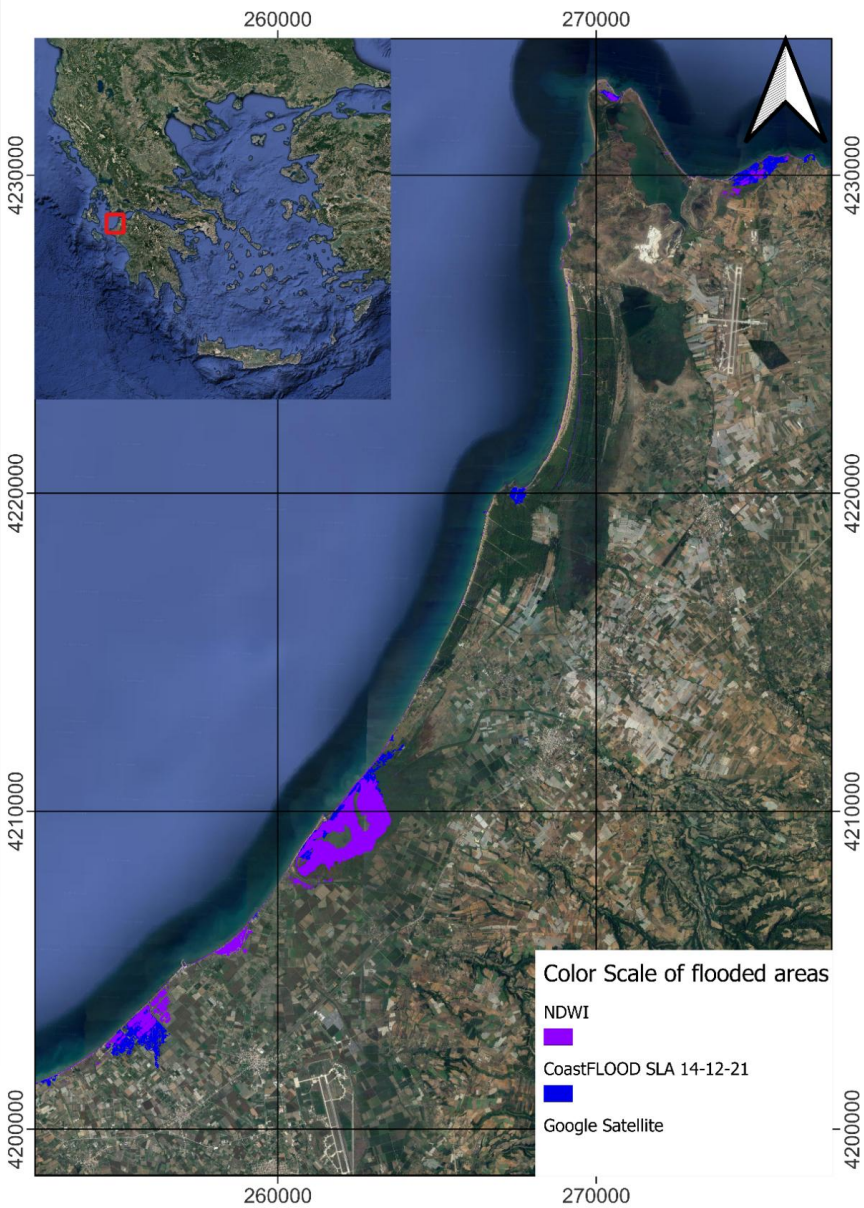 260000 270000
4230000 4230000
4220000 4220000
4210000 4210000
Color Scale of flooded areas
NDWI
CoastFLOOD SLA 14-12-21
Google Satellite
4200000 4200000
260000 270000